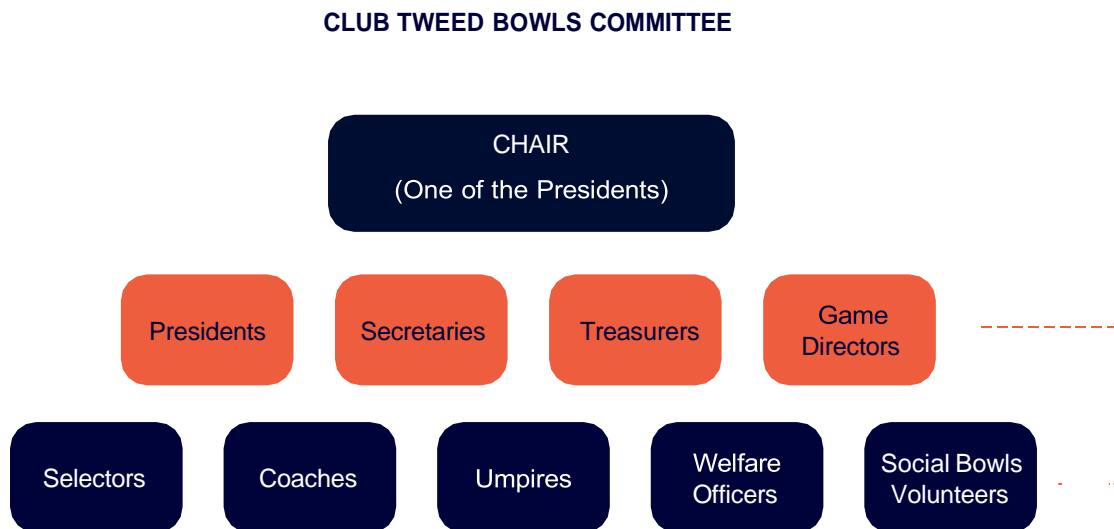 CLUB TWEED BOWLS COMMITTEE
CHAIR
(One of the Presidents)
Presidents
Secretaries
Treasurers
Game
Directors
Selectors
Coaches
Umpires
Welfare
Officers
Social Bowls
Volunteers